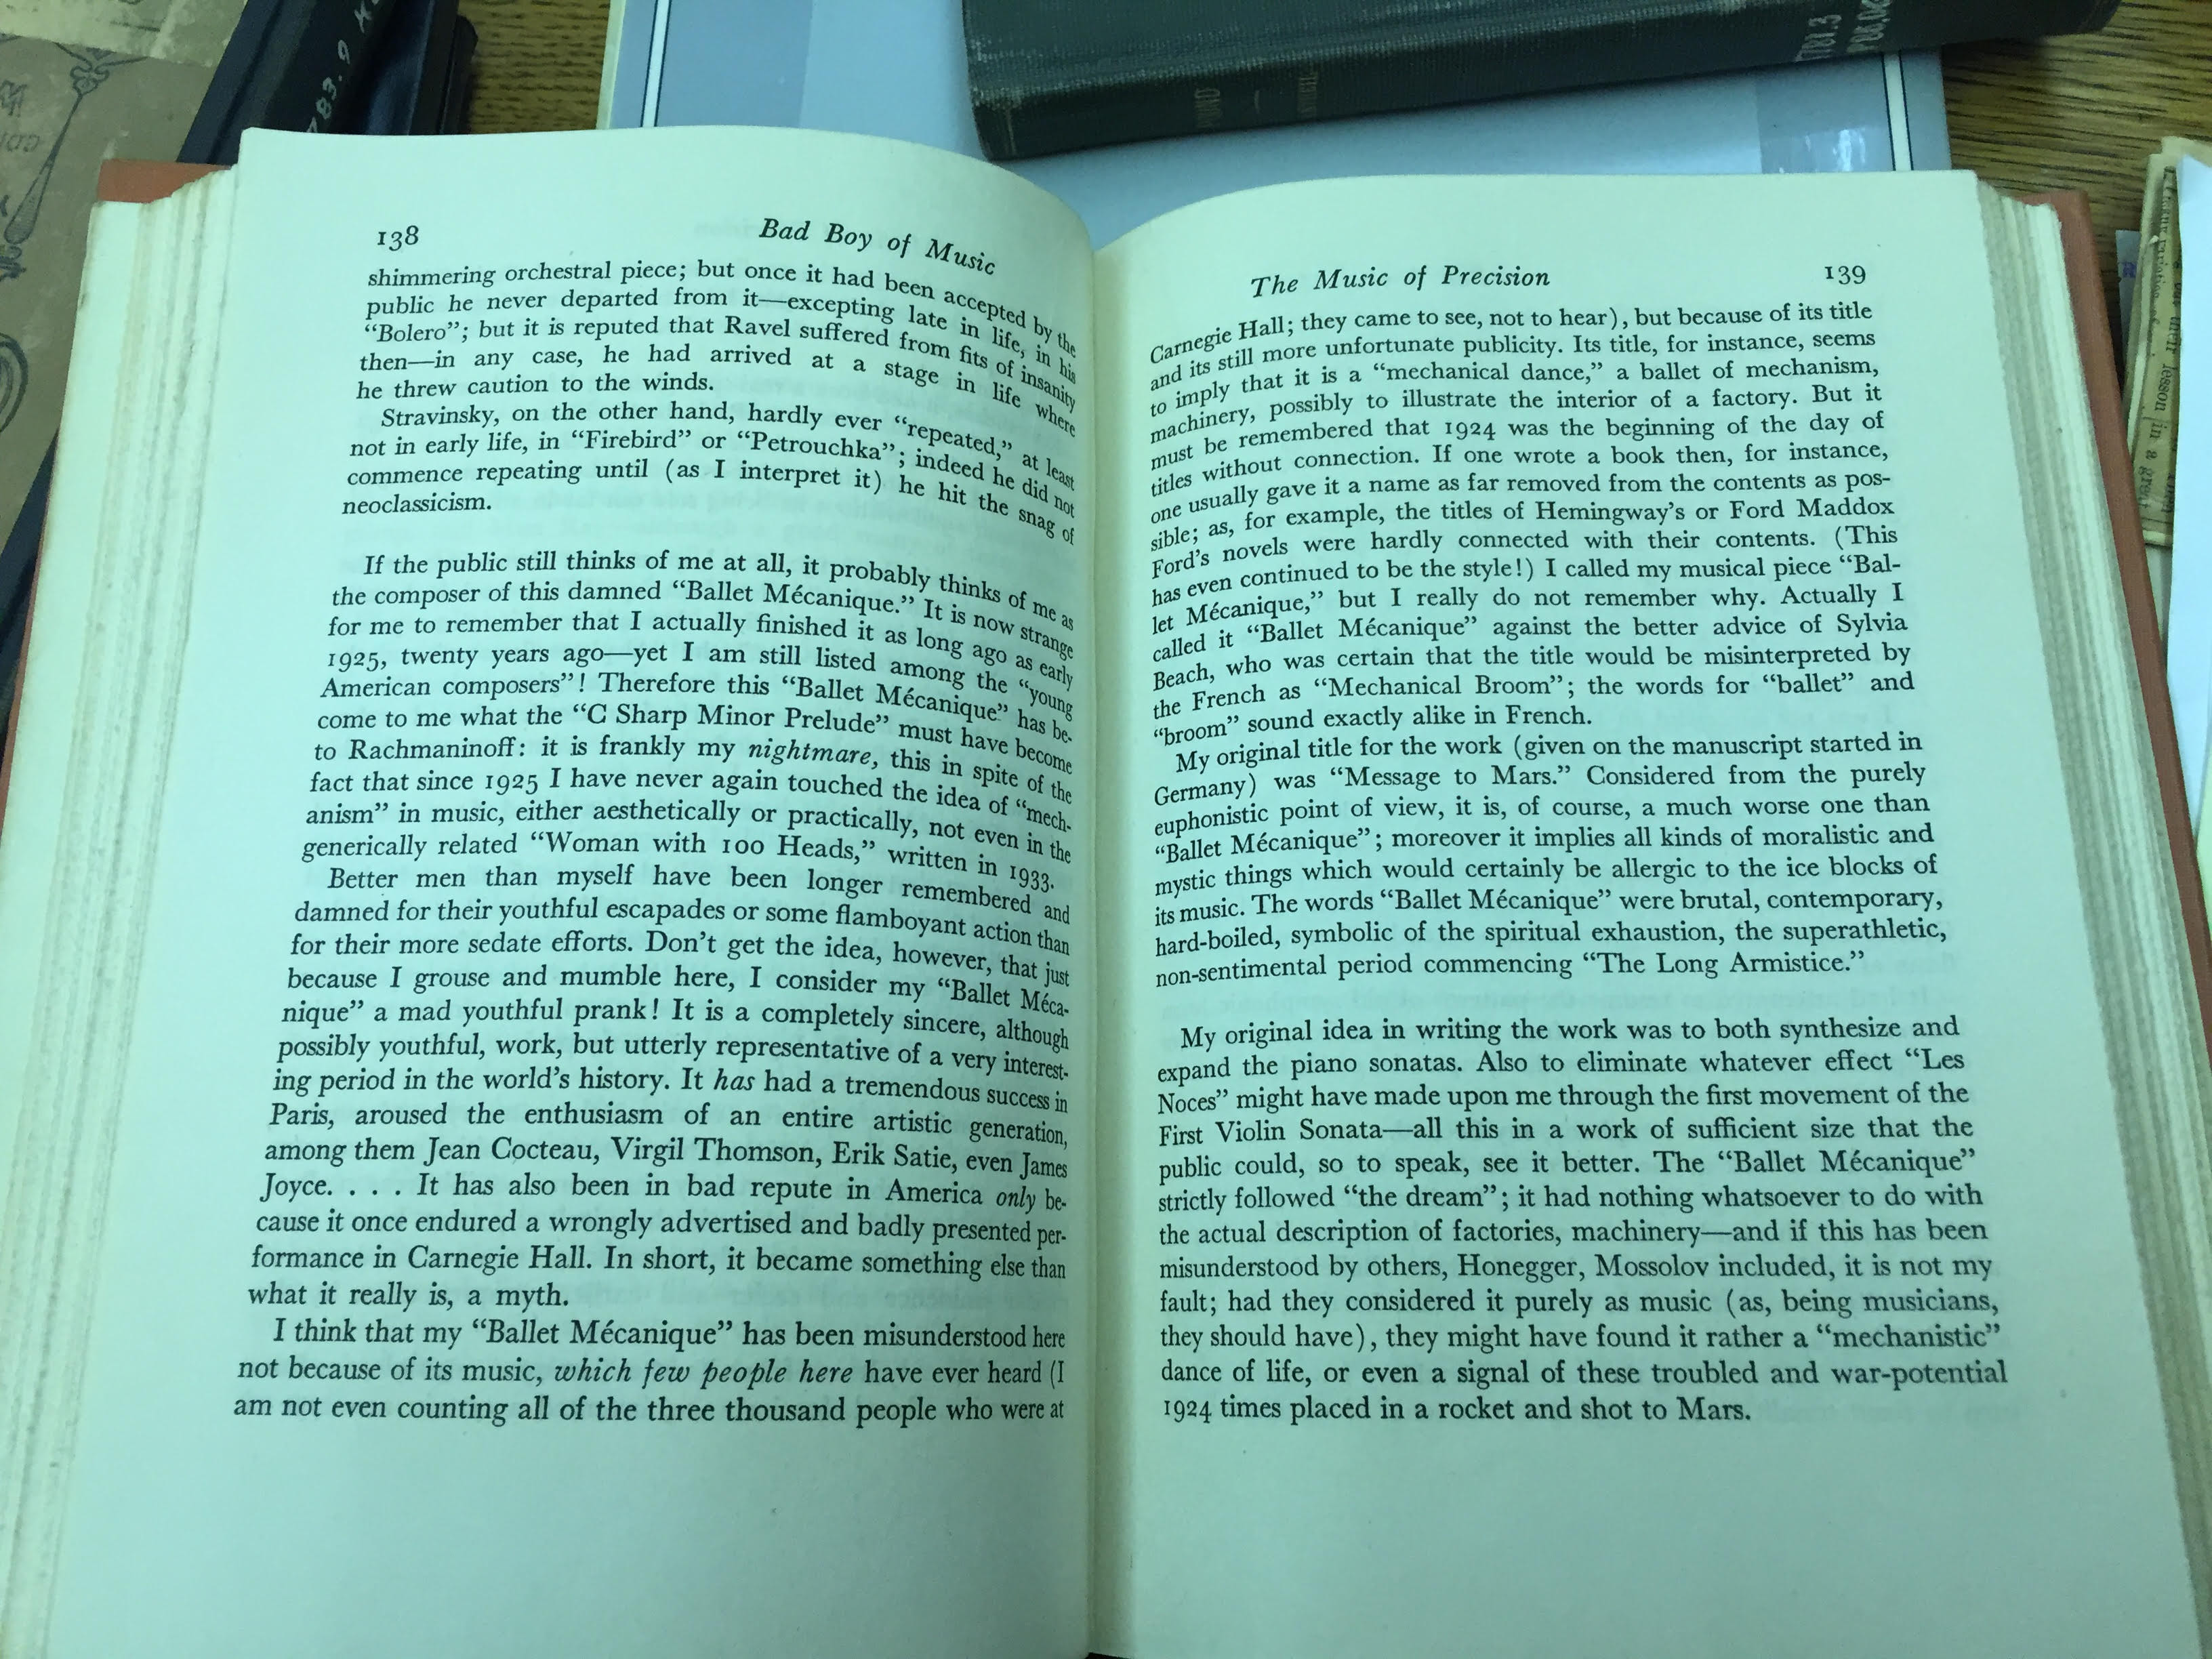 783.9
787.3
138
Bad Boy of Music
shimmering orchestral piece; but once it had been accepted by the
public he never departed from it—excepting late in life, in his
“Bolero”; but it is reputed that Ravel suffered from fits of insanity
then—in any case, he had arrived at a stage in life where
he threw caution to the winds.
Stravinsky, on the other hand, hardly ever “repeated,” at least
not in early life, in “Firebird” or “Petrouchka”; indeed he did not
commence repeating until (as I interpret it) he hit the snag of
neoclassicism.
If the public still thinks of me at all, it probably thinks of me as
the composer of this damned “Ballet Mécanique.” It is now strange
for me to remember that I actually finished it as long ago as early
1925, twenty years ago—yet I am still listed among the “young
American composers”! Therefore this “Ballet Mécanique” has be-
come to me what the “C Sharp Minor Prelude” must have become
to Rachmaninoff: it is frankly my nightmare, this in spite of the
fact that since 1925 I have never again touched the idea of “mech-
anism” in music, either aesthetically or practically, not even in the
generically related “Woman with 100 Heads,” written in 1933.
Better men than myself have been longer remembered and
damned for their youthful escapades or some flamboyant action than
for their more sedate efforts. Don’t get the idea, however, that just
because I grouse and mumble here, I consider my “Ballet Méca-
nique” a mad youthful prank! It is a completely sincere, although
possibly youthful, work, but utterly representative of a very interest-
ing period in the world’s history. It has had a tremendous success in
Paris, aroused the enthusiasm of an entire artistic generation,
among them Jean Cocteau, Virgil Thomson, Erik Satie, even James
Joyce. . . . It has also been in bad repute in America only be-
cause it once endured a wrongly advertised and badly presented per-
formance in Carnegie Hall. In short, it became something else than
what it really is, a myth.
I think that my “Ballet Mécanique” has been misunderstood here
not because of its music, which few people here have ever heard (I
am not even counting all of the three thousand people who were at
The Music of Precision
139
Carnegie Hall; they came to see, not to hear), but because of its title
and its still more unfortunate publicity. Its title, for instance, seems
to imply that it is a “mechanical dance,” a ballet of mechanism,
machinery, possibly to illustrate the interior of a factory. But it
must be remembered that 1924 was the beginning of the day of
titles without connection. If one wrote a book then, for instance,
one usually gave it a name as far removed from the contents as pos-
sible; as, for example, the titles of Hemingway’s or Ford Maddox
Ford’s novels were hardly connected with their contents. (This
has even continued to be the style!) I called my musical piece “Bal-
let Mécanique,” but I really do not remember why. Actually I
called it “Ballet Mécanique” against the better advice of Sylvia
Beach, who was certain that the title would be misinterpreted by
the French as “Mechanical Broom”; the words for “ballet” and
“broom” sound exactly alike in French.
My original title for the work (given on the manuscript started in
Germany) was “Message to Mars.” Considered from the purely
euphonistic point of view, it is, of course, a much worse one than
“Ballet Mécanique”; moreover it implies all kinds of moralistic and
mystic things which would certainly be allergic to the ice blocks of
its music. The words “Ballet Mécanique” were brutal, contemporary,
hard-boiled, symbolic of the spiritual exhaustion, the superathletic,
non-sentimental period commencing “The Long Armistice.”
My original idea in writing the work was to both synthesize and
expand the piano sonatas. Also to eliminate whatever effect “Les
Noces” might have made upon me through the first movement of the
First Violin Sonata—all this in a work of sufficient size that the
public could, so to speak, see it better. The “Ballet Mécanique”
strictly followed “the dream”; it had nothing whatsoever to do with
the actual description of factories, machinery—and if this has been
misunderstood by others, Honegger, Mossolov included, it is not my
fault; had they considered it purely as music (as, being musicians,
they should have), they might have found it rather a “mechanistic”
dance of life, or even a signal of these troubled and war-potential
1924 times placed in a rocket and shot to Mars.
their lesson in a great